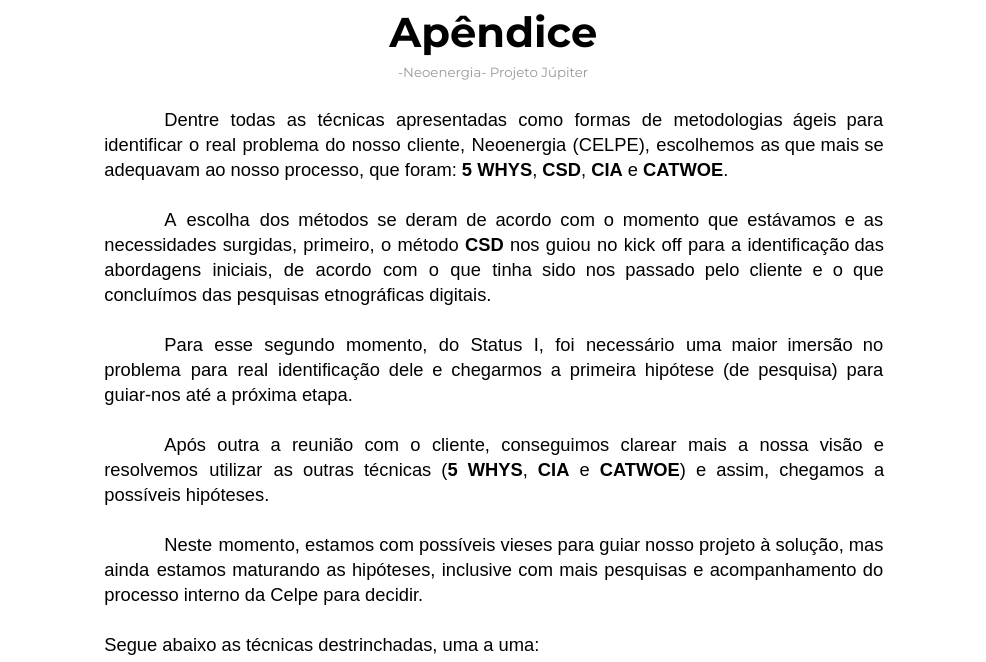 Apêndice
-Neoenergia- Projeto Júpiter
Dentre todas as técnicas apresentadas como formas de metodologias ágeis para
identificar o real problema do nosso cliente, Neoenergia (CELPE), escolhemos as que mais se
adequavam ao nosso processo, que foram: 5 WHYS, CSD, CIA e CATWOE.
A escolha dos métodos se deram de acordo com o momento que estávamos e as
necessidades surgidas, primeiro, o método CSD nos guiou no kick off para a identificação das
abordagens iniciais, de acordo com o que tinha sido nos passado pelo cliente e o que
concluímos das pesquisas etnográficas digitais.
Para esse segundo momento, do Status I, foi necessário uma maior imersão no
problema para real identificação dele e chegarmos a primeira hipótese (de pesquisa) para
guiar-nos até a próxima etapa.
Após outra a reunião com o cliente, conseguimos clarear mais a nossa visão e
resolvemos utilizar as outras técnicas (5 WHYS, CIA e CATWOE) e assim, chegamos a
possíveis hipóteses.
Neste momento, estamos com possíveis vieses para guiar nosso projeto à solução, mas
ainda estamos maturando as hipóteses, inclusive com mais pesquisas e acompanhamento do
processo interno da Celpe para decidir.
Segue abaixo as técnicas destrinchadas, uma a uma: